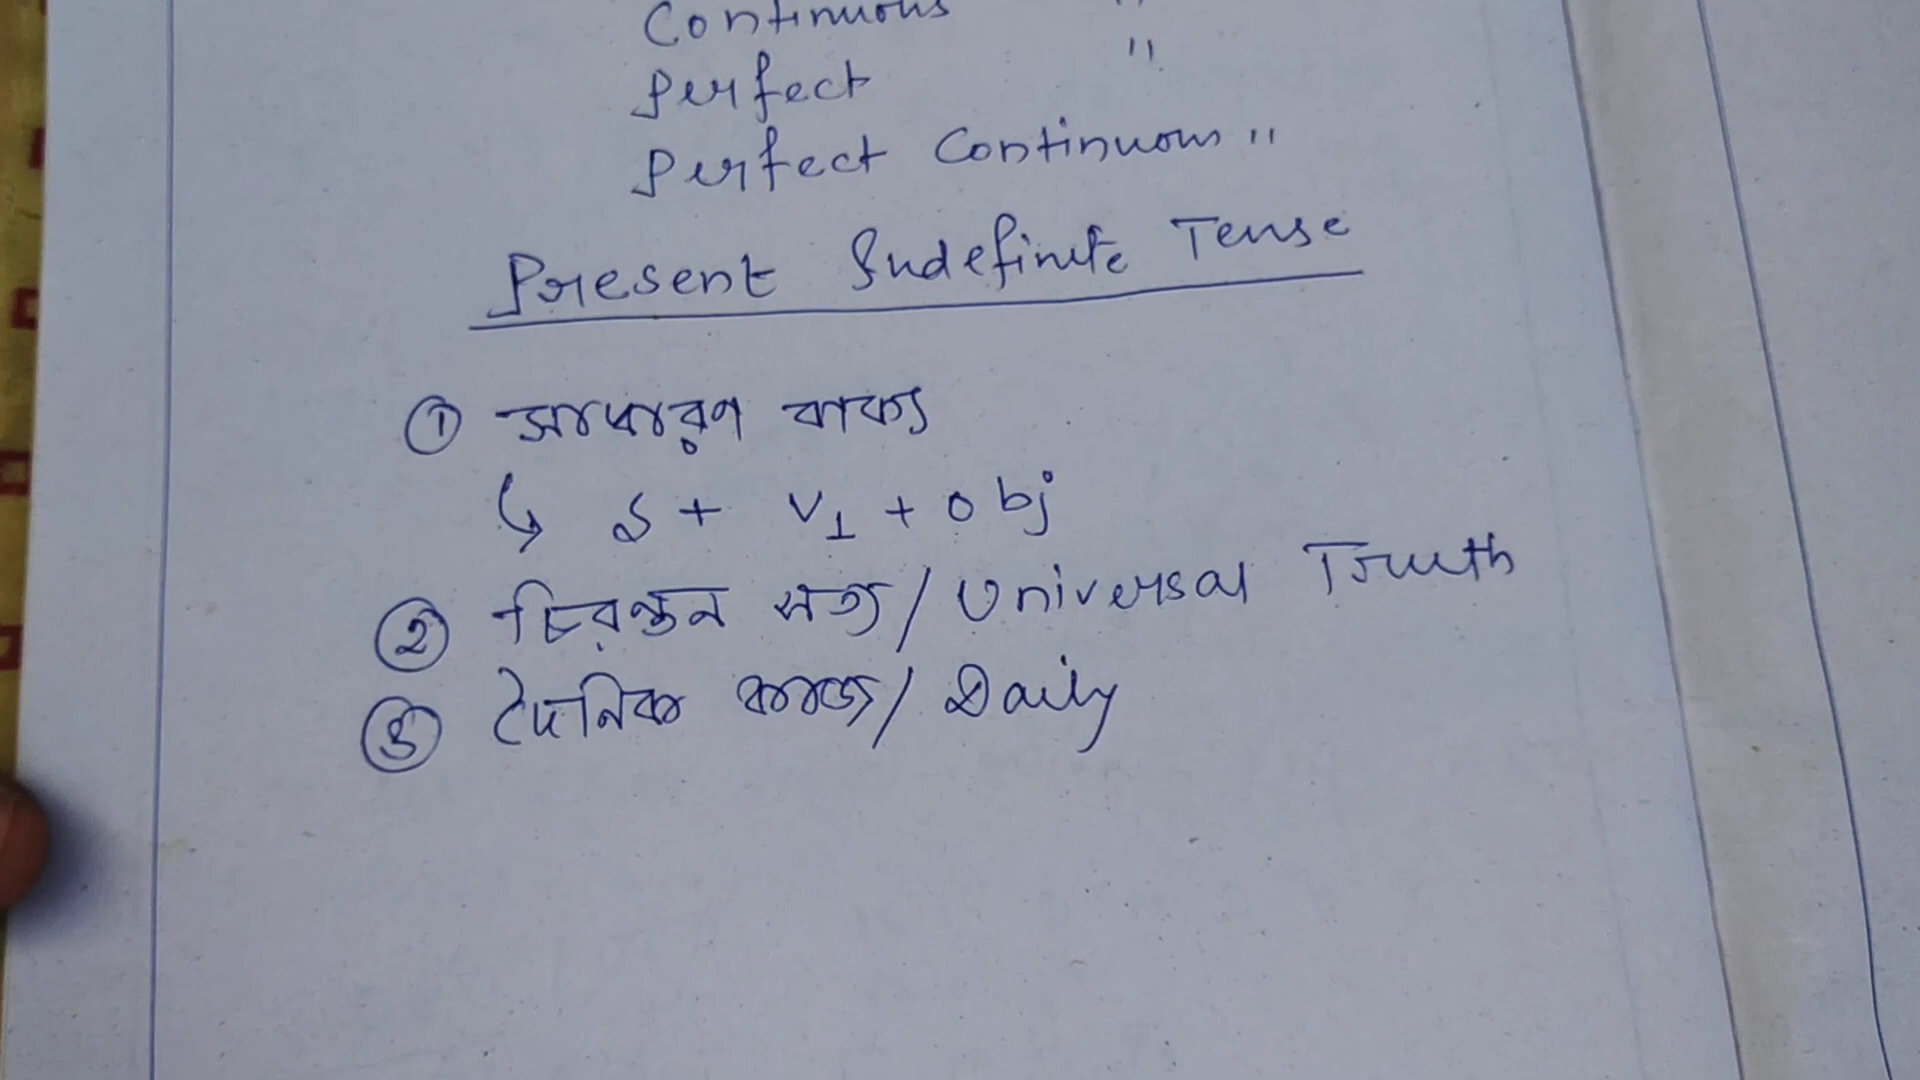 Continuous "
Perfect "
Perfect Continuous "
Present Indefinite Tense
① সাধারণ বাক্য
↳ S + V1 + obj
② চিরন্তন সত্য / Universal Truth
③ দৈনিক কাজ / Daily